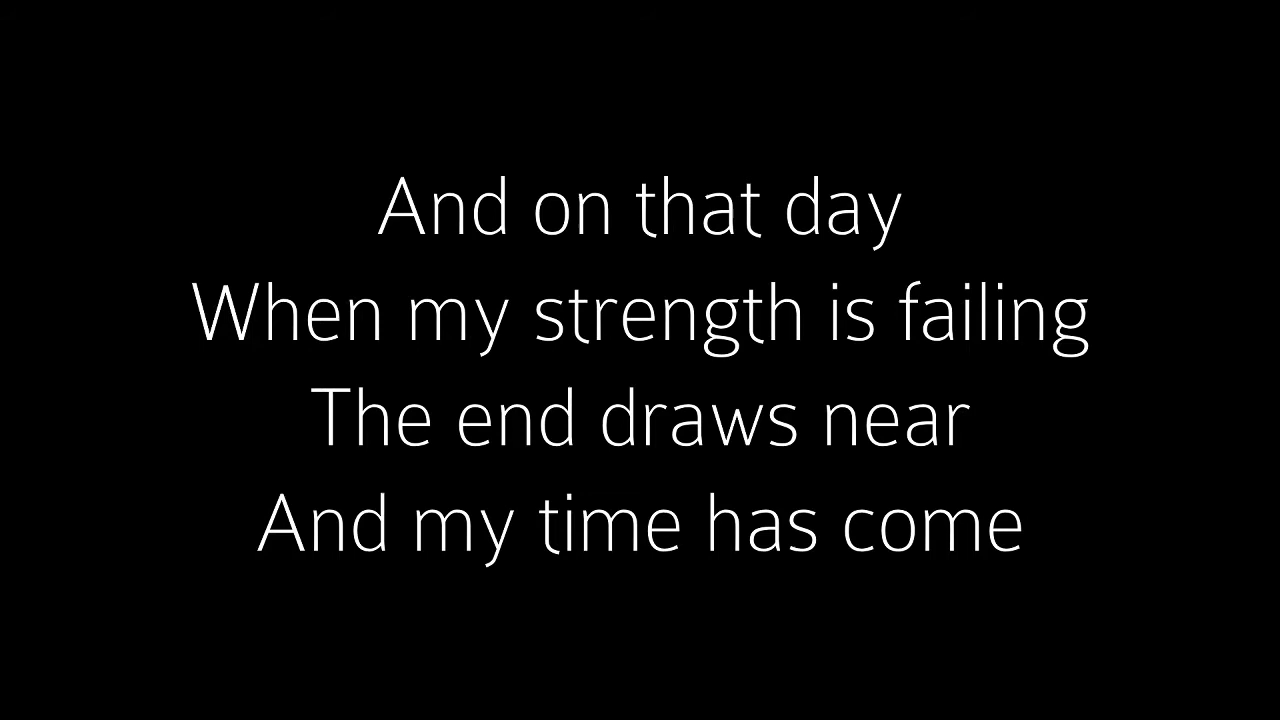 And on that day
When my strength is failing
The end draws near
And my time has come